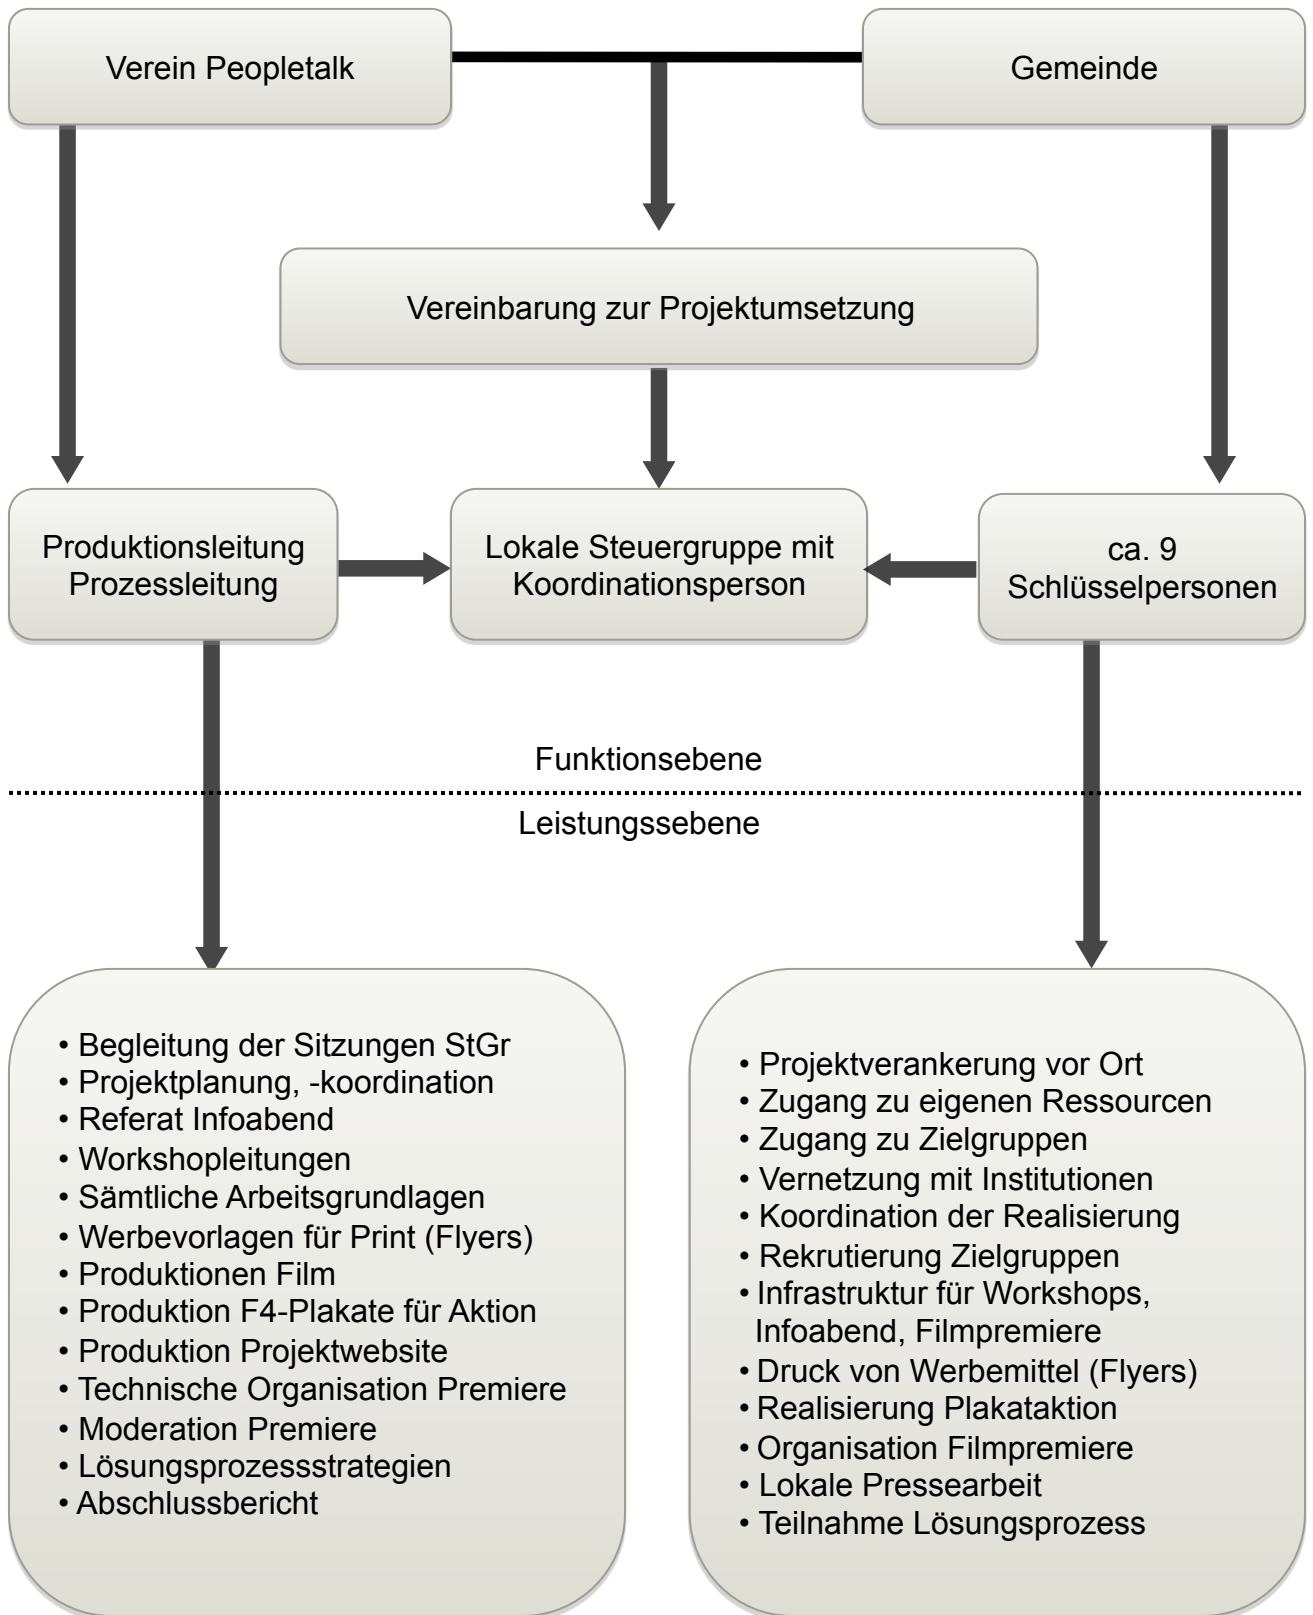 Verein Peopletalk
Gemeinde
Vereinbarung zur Projektumsetzung
Produktionsleitung
Prozessleitung
Lokale Steuergruppe mit
Koordinationsperson
ca. 9
Schlüsselpersonen
Funktionsebene
Leistungssebene
• Begleitung der Sitzungen StGr
• Projektplanung, -koordination
• Referat Infoabend
• Workshopleitungen
• Sämtliche Arbeitsgrundlagen
• Werbevorlagen für Print (Flyers)
• Produktionen Film
• Produktion F4-Plakate für Aktion
• Produktion Projektwebsite
• Technische Organisation Premiere
• Moderation Premiere
• Lösungsprozessstrategien
• Abschlussbericht
• Projektverankerung vor Ort
• Zugang zu eigenen Ressourcen
• Zugang zu Zielgruppen
• Vernetzung mit Institutionen
• Koordination der Realisierung
• Rekrutierung Zielgruppen
• Infrastruktur für Workshops,
Infoabend, Filmpremiere
• Druck von Werbemittel (Flyers)
• Realisierung Plakataktion
• Organisation Filmpremiere
• Lokale Pressearbeit
• Teilnahme Lösungsprozess